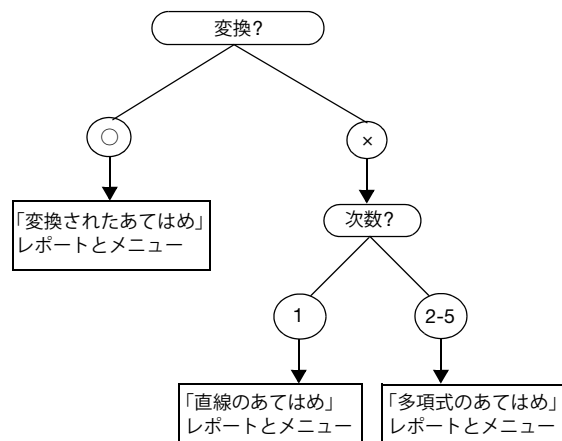 変換?
○
×
「変換されたあてはめ」
レポートとメニュー
次数?
1
2-5
「直線のあてはめ」
レポートとメニュー
「多項式のあてはめ」
レポートとメニュー